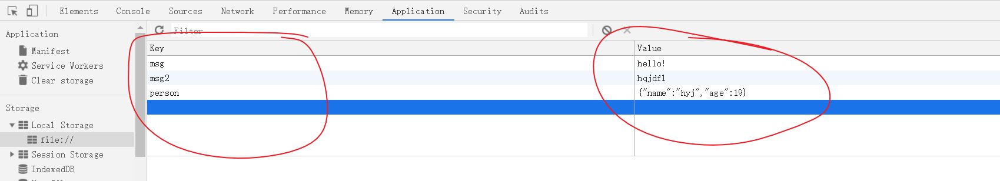 Elements Console Sources Network Performance Memory Application Security Audits
Application
Filter
Manifest
Service Workers
Clear storage
Storage
Local Storage
file://
Session Storage
IndexedDB
Key Value
msg hello!
msg2 hqjdfl
person {"name":"hyj","age":19}